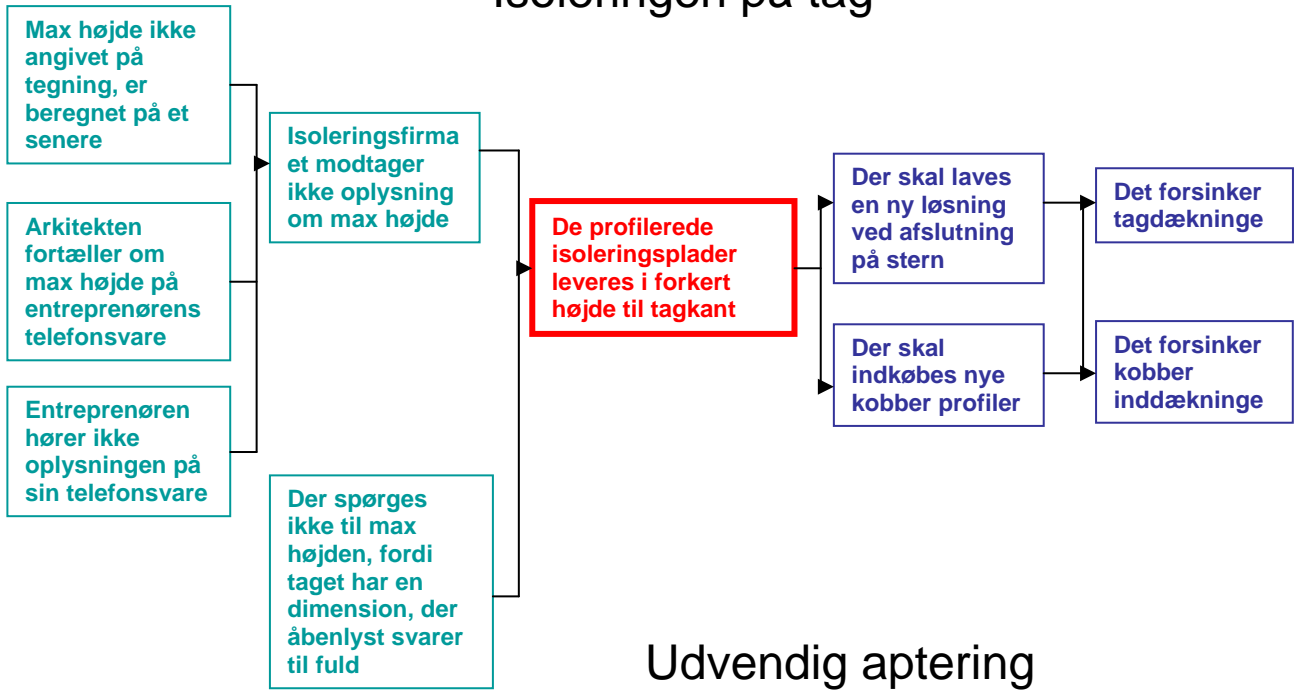 Isoleringen på tag
Max højde ikke
angivet på
tegning, er
beregnet på et
senere
Arkitekten
fortæller om
max højde på
entreprenørens
telefonsvare
Entreprenøren
hører ikke
oplysningen på
sin telefonsvare
Isoleringsfirma
et modtager
ikke oplysning
om max højde
Der spørges
ikke til max
højden, fordi
taget har en
dimension, der
åbenlyst svarer
til fuld
De profilerede
isoleringsplader
leveres i forkert
højde til tagkant
Der skal laves
en ny løsning
ved afslutning
på stern
Der skal
indkøbes nye
kobber profiler
Det forsinker
tagdækninge
Det forsinker
kobber
inddækninge
Udvendig aptering